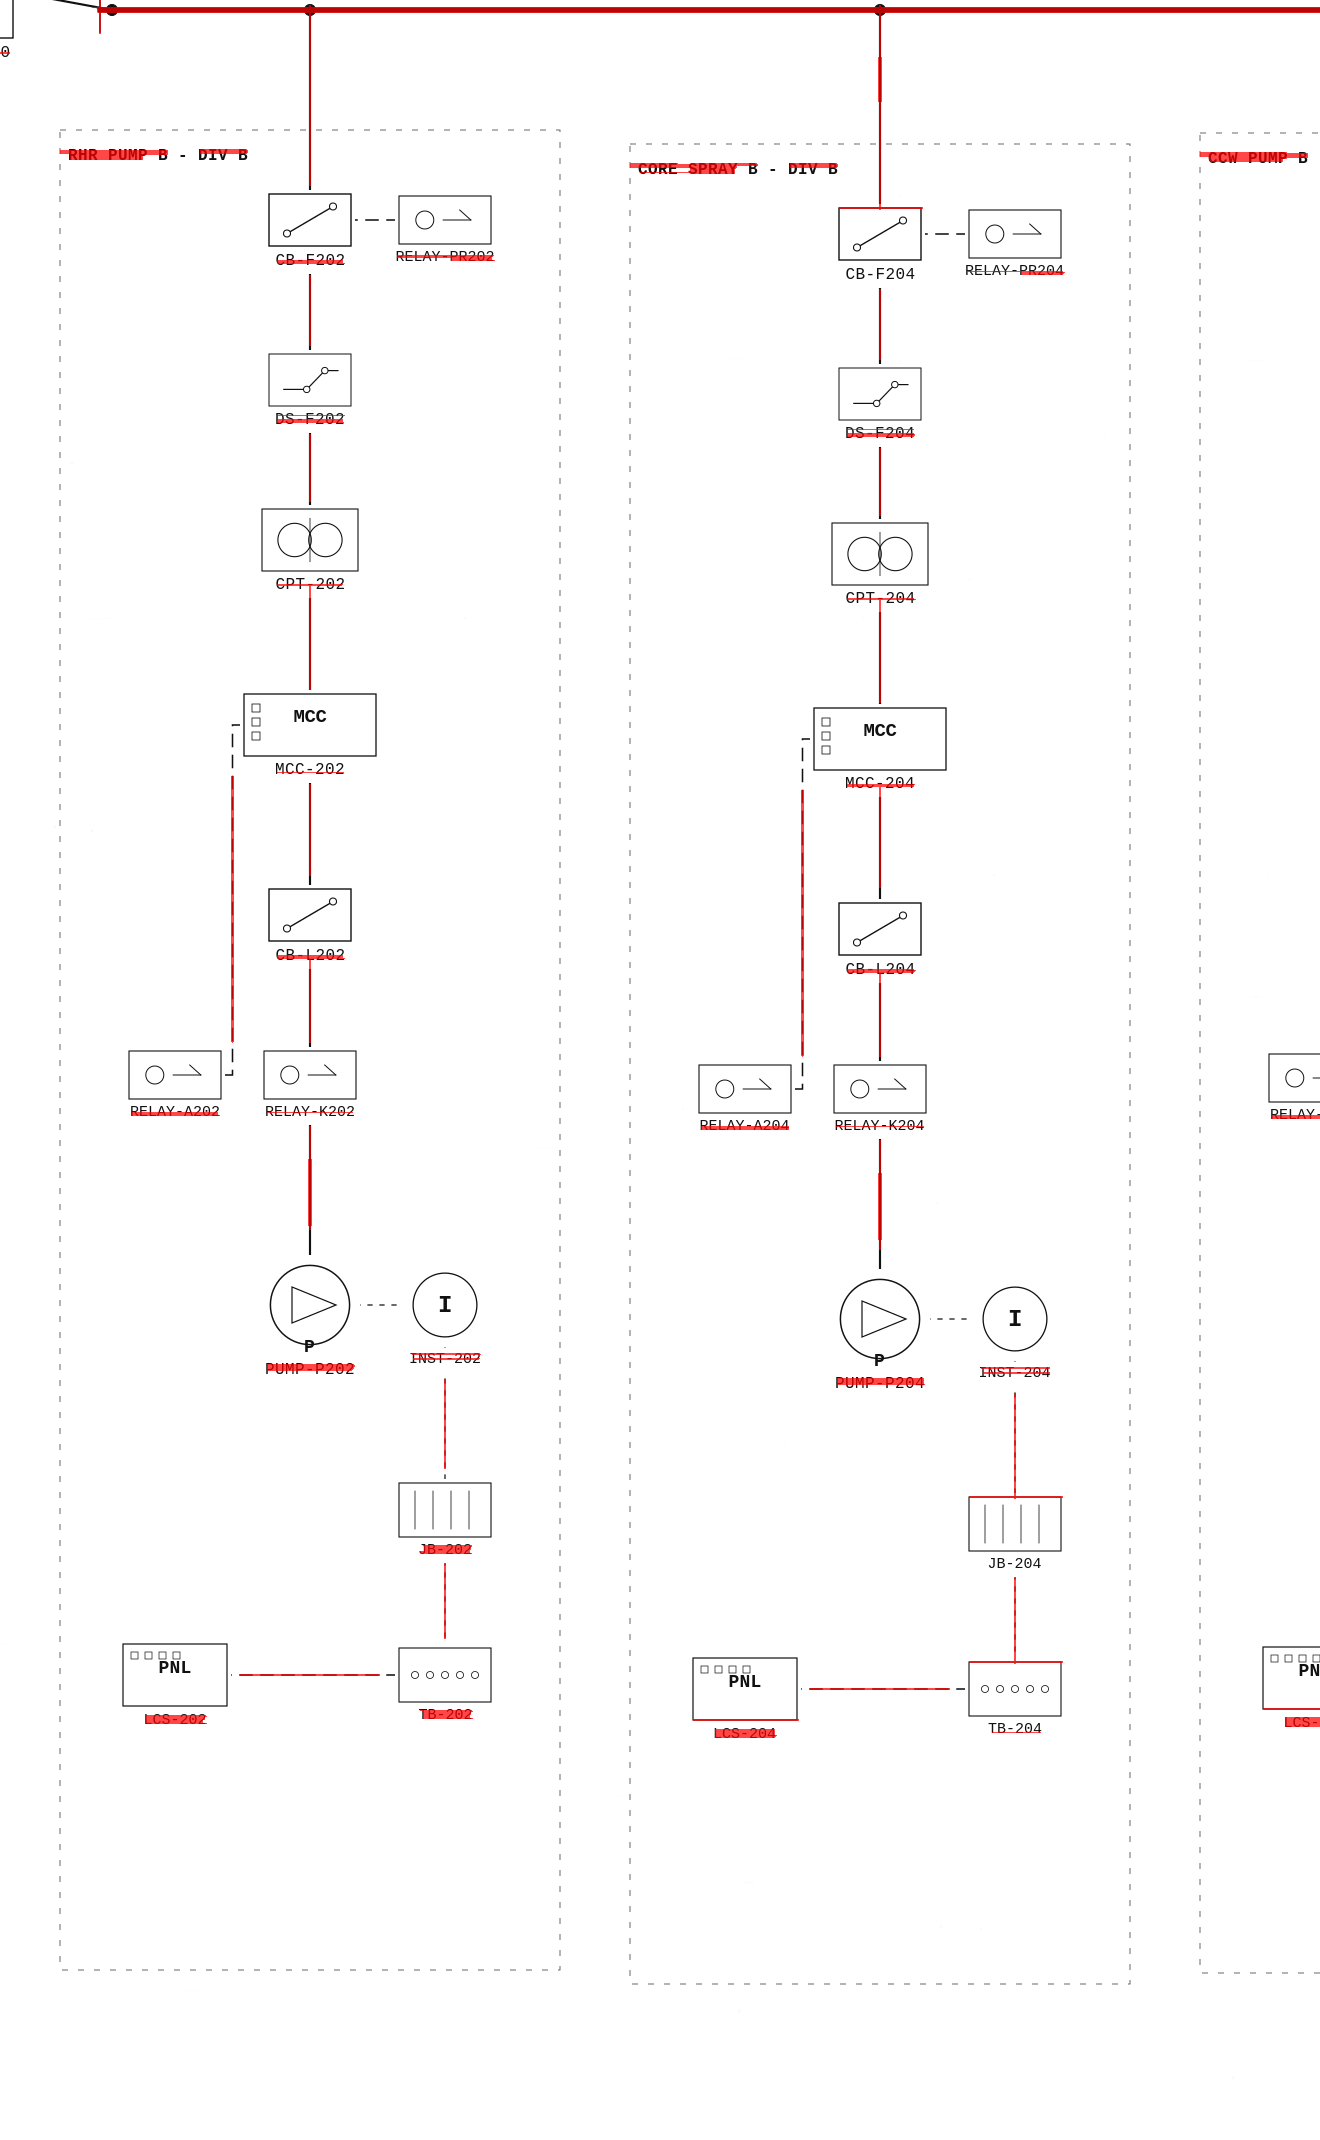 0
RHR PUMP B - DIV B
CB-F202
RELAY-PR202
DS-F202
CPT-202
MCC
MCC-202
CB-L202
RELAY-A202
RELAY-K202
P
PUMP-P202
I
INST-202
JB-202
PNL
LCS-202
TB-202
CORE SPRAY B - DIV B
CB-F204
RELAY-PR204
DS-F204
CPT-204
MCC
MCC-204
CB-L204
RELAY-A204
RELAY-K204
P
PUMP-P204
I
INST-204
JB-204
PNL
LCS-204
TB-204
CCW PUMP B
RELAY-
PN
LCS-